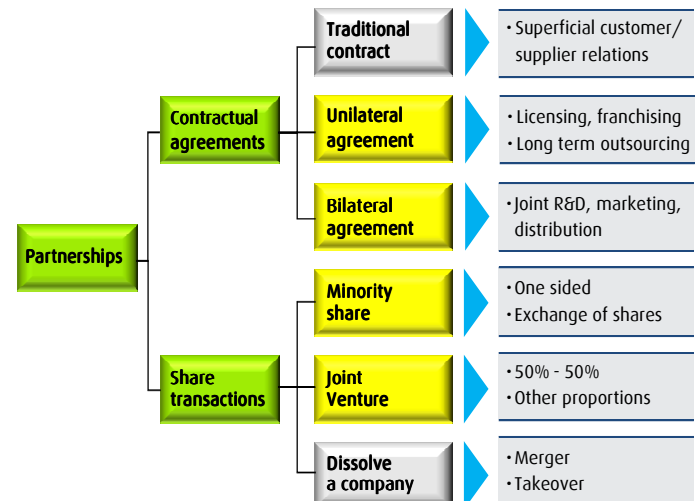 Partnerships
Contractual
agreements
Traditional
contract
• Superficial customer/
supplier relations
Unilateral
agreement
• Licensing, franchising
• Long term outsourcing
Bilateral
agreement
• Joint R&D, marketing,
distribution
Share
transactions
Minority
share
• One sided
• Exchange of shares
Joint
Venture
• 50% - 50%
• Other proportions
Dissolve
a company
• Merger
• Takeover